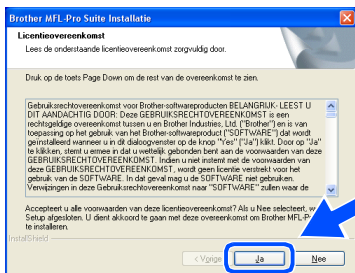 Brother MFL-Pro Suite Installatie
Licentieovereenkomst
Lees de onderstaande licentieovereenkomst zorgvuldig door.
Druk op de toets Page Down om de rest van de overeenkomst te zien.
Gebruiksrechtovereenkomst voor Brother-softwareproducten BELANGRIJK- LEEST U
DIT AANDACHTIG DOOR: Deze GEBRUIKSRECHTOVEREENKOMST is een
rechtsgeldige overeenkomst tussen u en Brother Industries, Ltd. ("Brother") en is van
toepassing op het gebruik van het Brother-softwareproduct ("SOFTWARE") dat wordt
geïnstalleerd wanneer u in dit dialoogvenster op de knop "Yes" ("Ja") klikt. Door op "Ja"
te klikken, stemt u ermee in dat u wettelijk gebonden bent aan de voorwaarden van deze
GEBRUIKSRECHTOVEREENKOMST. Indien u niet instemt met de voorwaarden van
deze GEBRUIKSRECHTOVEREENKOMST, wordt geen licentie verstrekt voor het
gebruik van de SOFTWARE. In dat geval mag u de SOFTWARE niet gebruiken.
Verwijzingen in deze Gebruiksrechtovereenkomst naar "SOFTWARE" zullen waar de
Accepteert u alle voorwaarden van deze licentieovereenkomst? Als u Nee selecteert, w
Setup afgesloten. U dient akkoord te gaan met deze overeenkomst om Brother MFL-P
te installeren.
InstallShield
< Vorige
Ja
Nee